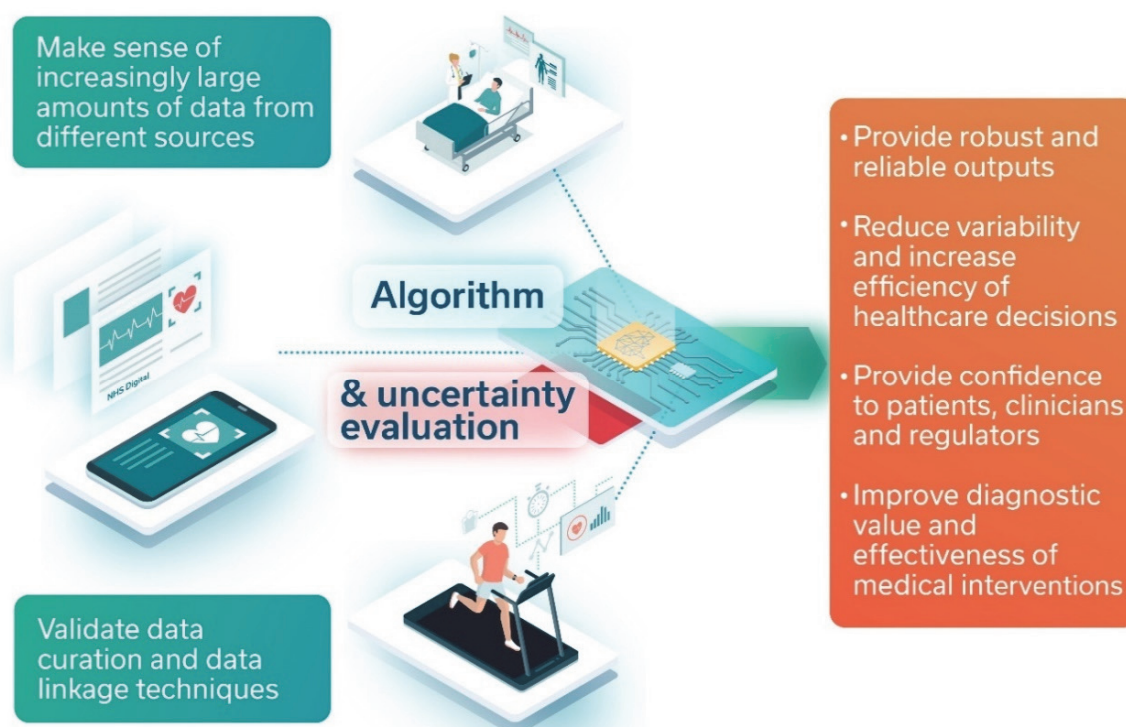 Make sense of
increasingly large
amounts of data from
different sources
NHS Digital
Algorithm
& uncertainty
evaluation
Validate data
curation and data
linkage techniques
• Provide robust and
reliable outputs
• Reduce variability
and increase
efficiency of
healthcare decisions
• Provide confidence
to patients, clinicians
and regulators
• Improve diagnostic
value and
effectiveness of
medical interventions